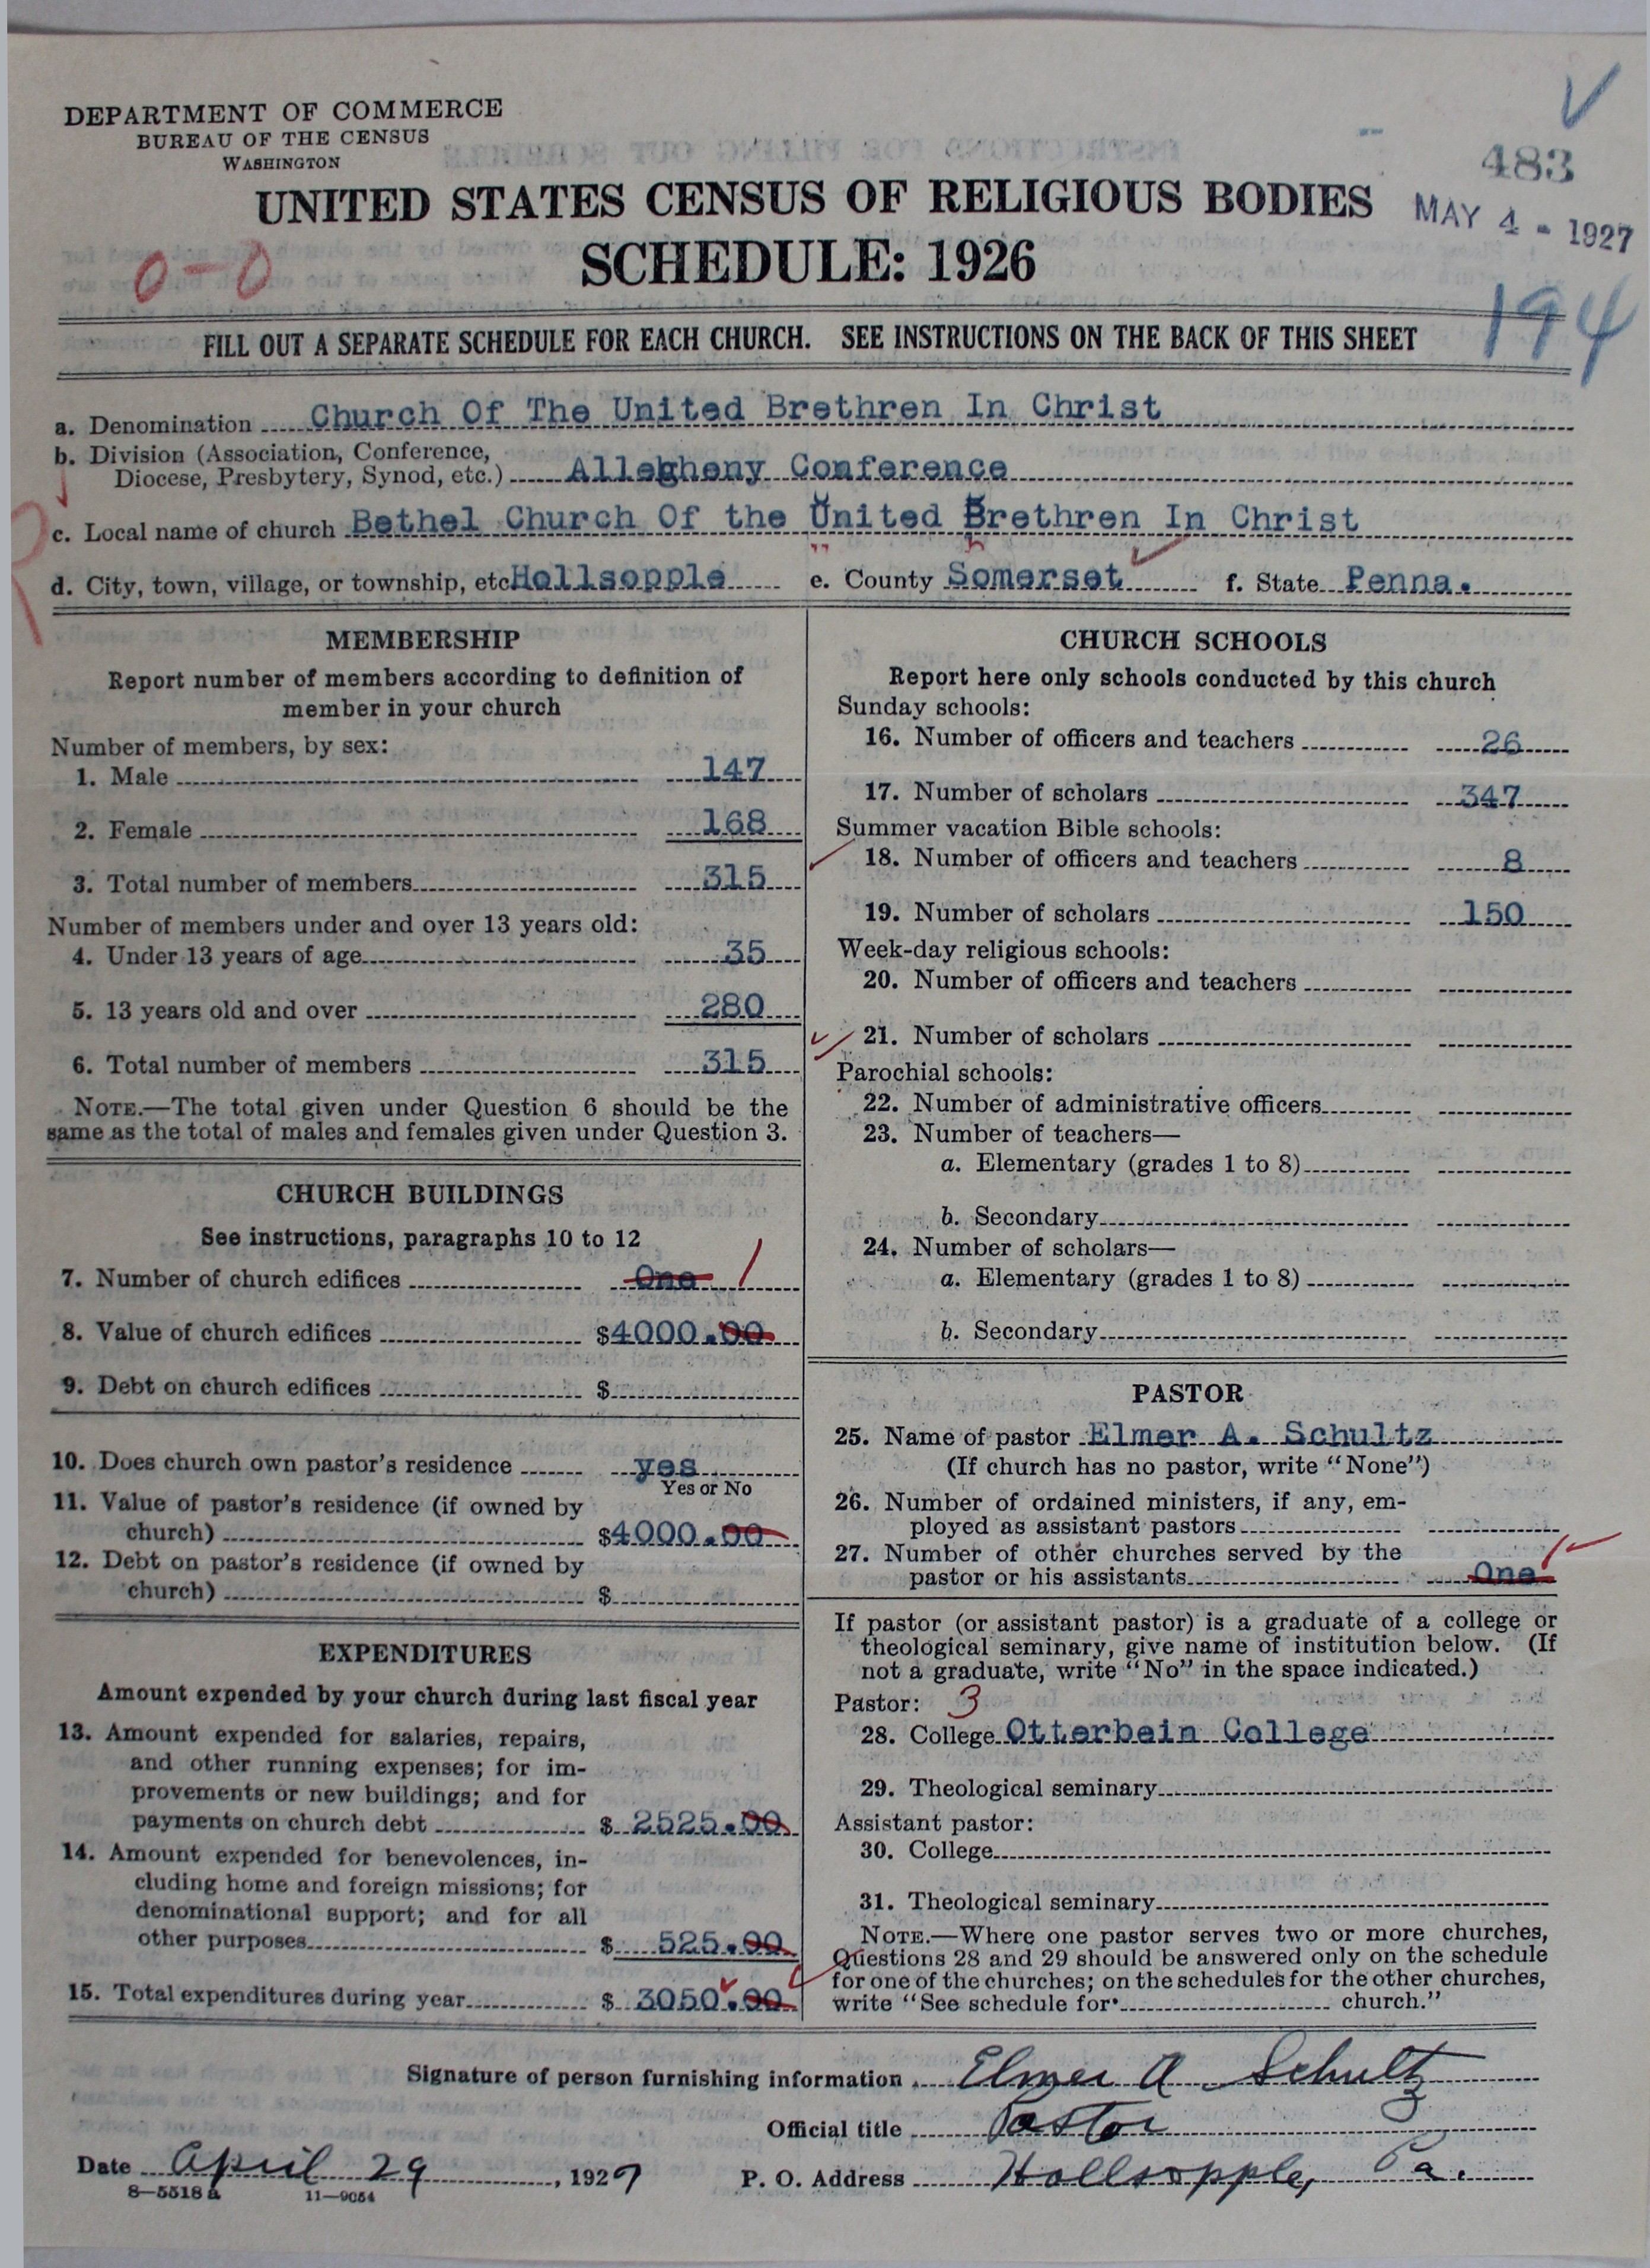 DEPARTMENT OF COMMERCE
BUREAU OF THE CENSUS
WASHINGTON
483
UNITED STATES CENSUS OF RELIGIOUS BODIES
MAY 4 - 1927
SCHEDULE: 1926
0-0
194
FILL OUT A SEPARATE SCHEDULE FOR EACH CHURCH. SEE INSTRUCTIONS ON THE BACK OF THIS SHEET
a. Denomination Church Of The United Brethren In Christ
b. Division (Association, Conference,
Diocese, Presbytery, Synod, etc.) Allegheny Conference
c. Local name of church Bethel Church Of the United Brethren In Christ
d. City, town, village, or township, etc. Hollsopple e. County Somerset f. State Penna.
MEMBERSHIP
Report number of members according to definition of
member in your church
Number of members, by sex:
1. Male 147
2. Female 168
3. Total number of members 315
Number of members under and over 13 years old:
4. Under 13 years of age 35
5. 13 years old and over 280
6. Total number of members 315
NOTE.—The total given under Question 6 should be the
same as the total of males and females given under Question 3.
CHURCH BUILDINGS
See instructions, paragraphs 10 to 12
7. Number of church edifices One 1
8. Value of church edifices $4000.00
9. Debt on church edifices $
10. Does church own pastor's residence yes
Yes or No
11. Value of pastor's residence (if owned by
church) $4000.00
12. Debt on pastor's residence (if owned by
church) $
EXPENDITURES
Amount expended by your church during last fiscal year
13. Amount expended for salaries, repairs,
and other running expenses; for im-
provements or new buildings; and for
payments on church debt $ 2525.00
14. Amount expended for benevolences, in-
cluding home and foreign missions; for
denominational support; and for all
other purposes $ 525.00
15. Total expenditures during year $ 3050.00
CHURCH SCHOOLS
Report here only schools conducted by this church
Sunday schools:
16. Number of officers and teachers 26
17. Number of scholars 347
Summer vacation Bible schools:
18. Number of officers and teachers 8
19. Number of scholars 150
Week-day religious schools:
20. Number of officers and teachers
21. Number of scholars
Parochial schools:
22. Number of administrative officers
23. Number of teachers—
a. Elementary (grades 1 to 8)
b. Secondary
24. Number of scholars—
a. Elementary (grades 1 to 8)
b. Secondary
PASTOR
25. Name of pastor Elmer A. Schultz
(If church has no pastor, write "None")
26. Number of ordained ministers, if any, em-
ployed as assistant pastors
27. Number of other churches served by the
pastor or his assistants One 1
If pastor (or assistant pastor) is a graduate of a college or
theological seminary, give name of institution below. (If
not a graduate, write "No" in the space indicated.)
Pastor: 3
28. College Otterbein College
29. Theological seminary
Assistant pastor:
30. College
31. Theological seminary
NOTE.—Where one pastor serves two or more churches,
Questions 28 and 29 should be answered only on the schedule
for one of the churches; on the schedules for the other churches,
write "See schedule for church."
Signature of person furnishing information Elmer A Schultz
Official title Pastor
Date April 29, 1927 P. O. Address Hollsopple, Pa.
8—5518 a 11—9054